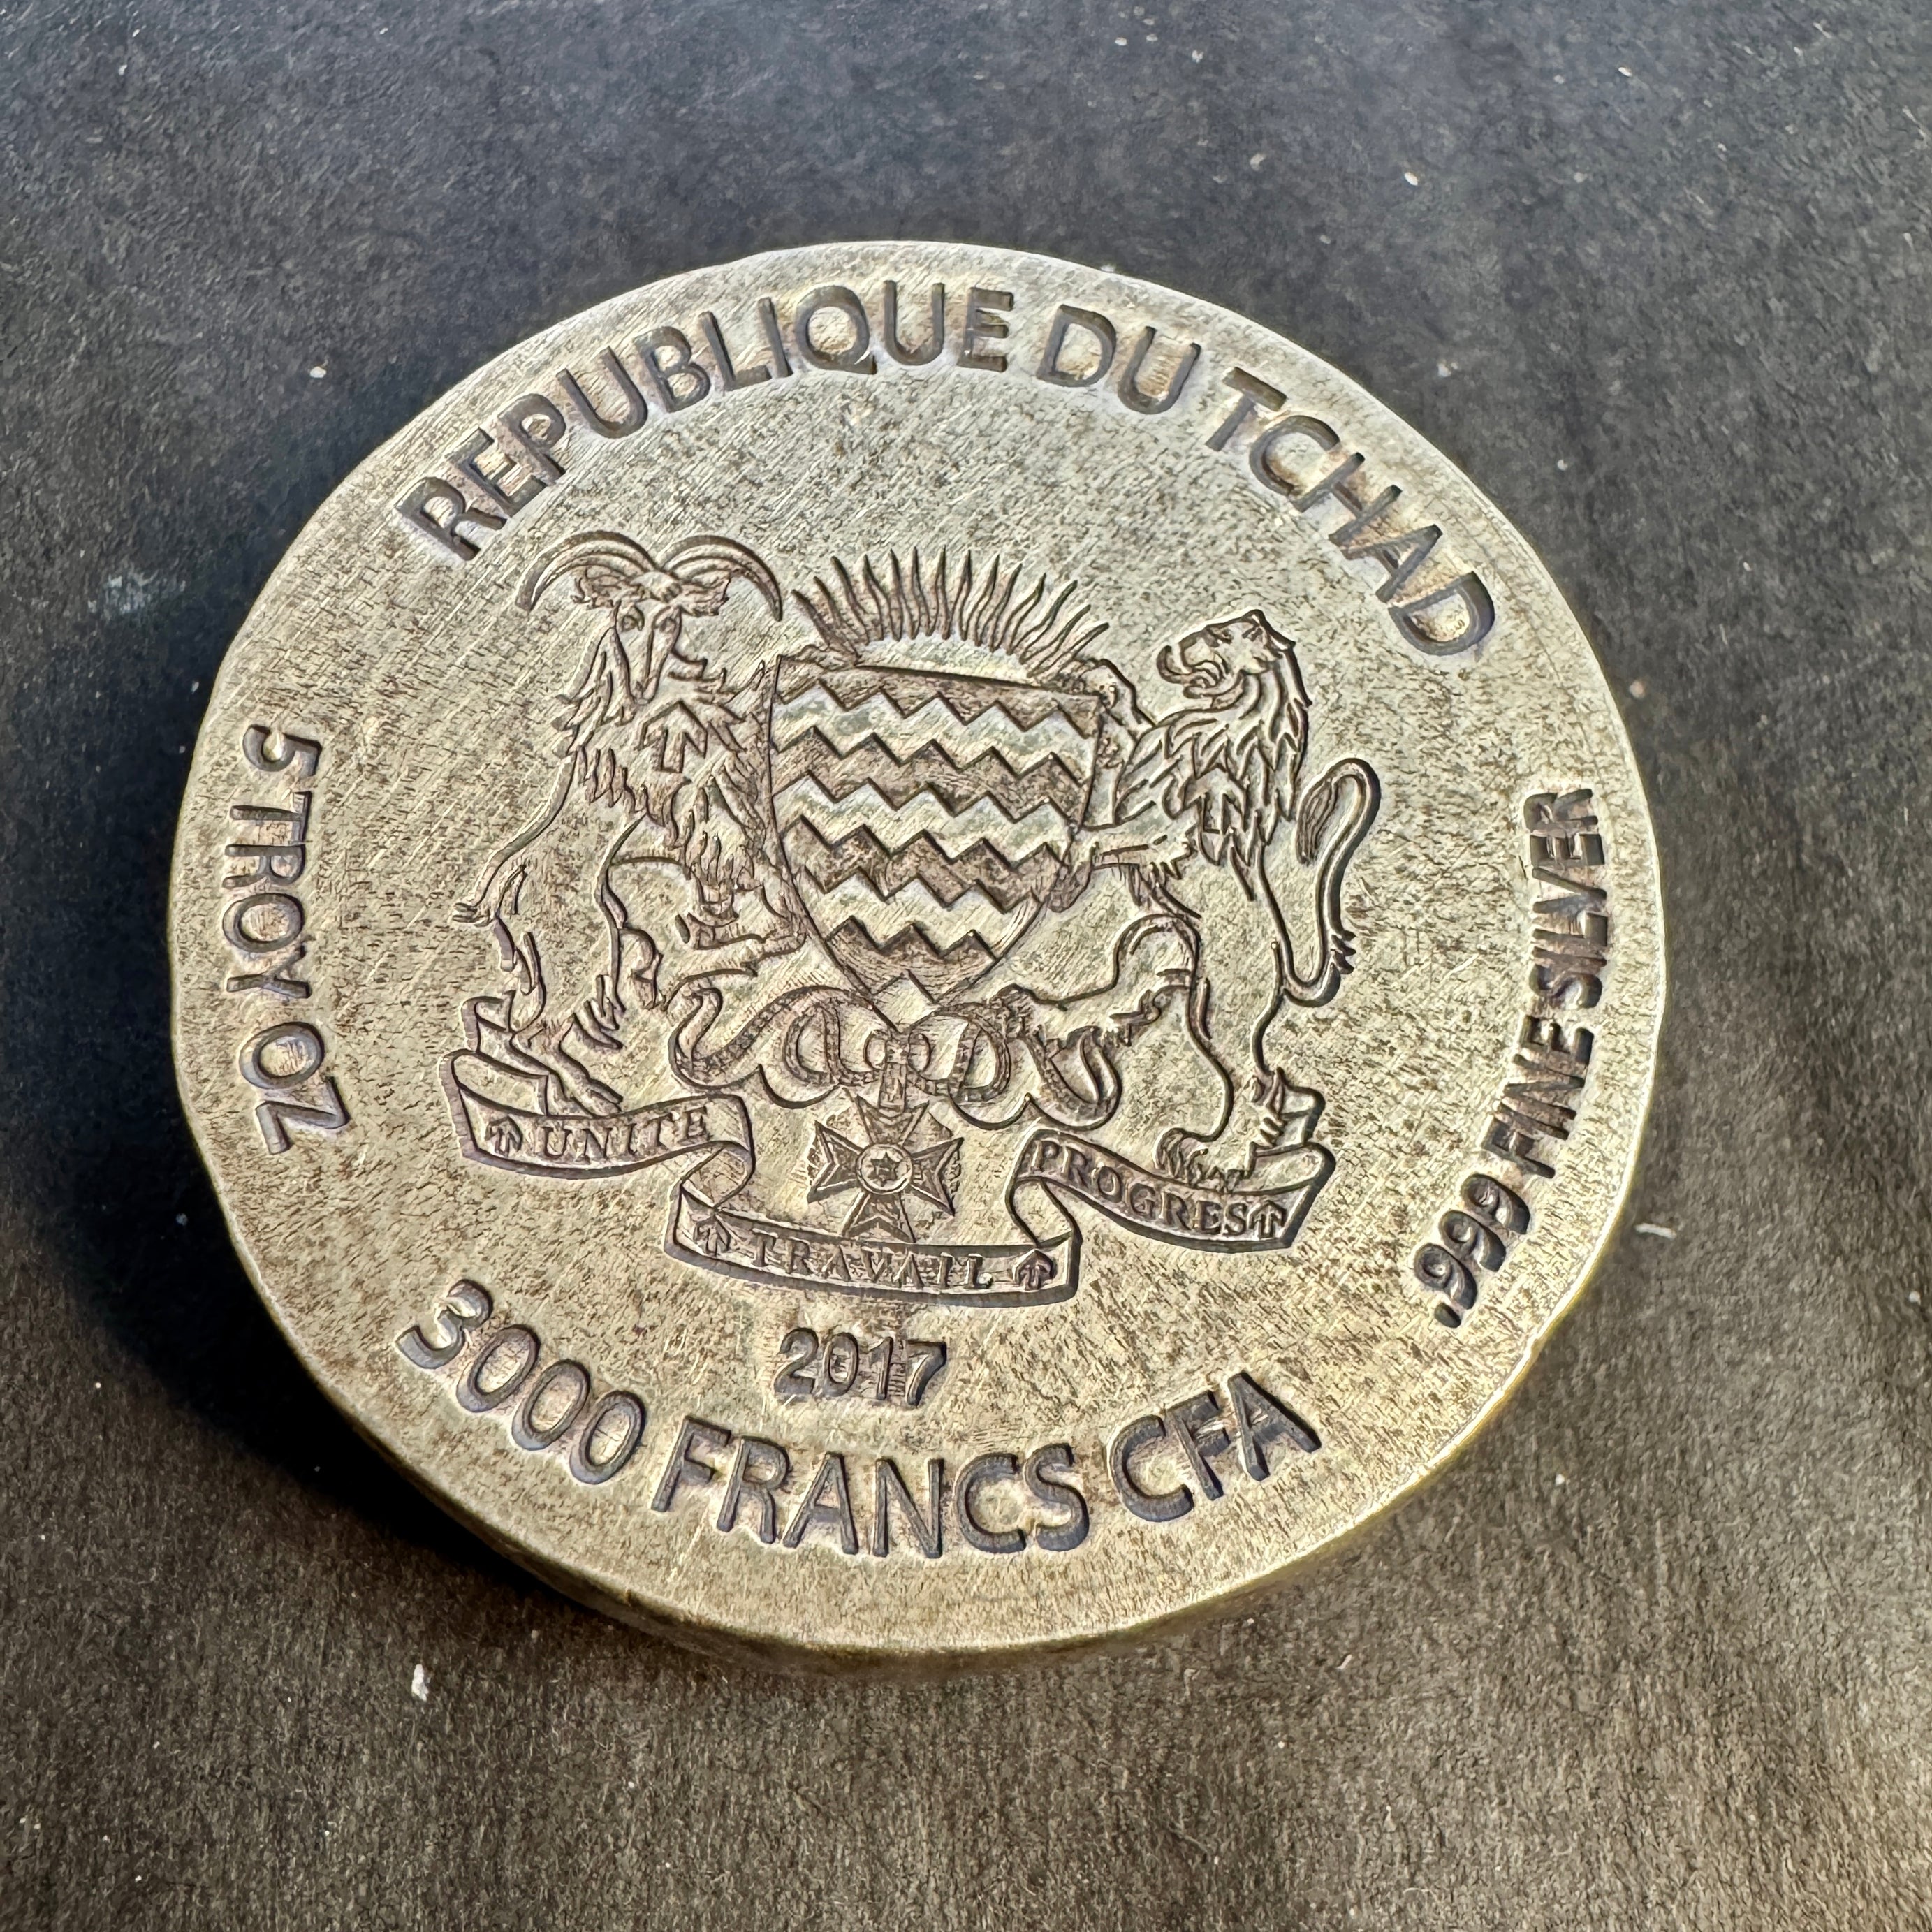 REPUBLIQUE DU TCHAD
5 TROY OZ
.999 FINE SILVER
UNITE
TRAVAIL
PROGRES
2017
3000 FRANCS CFA